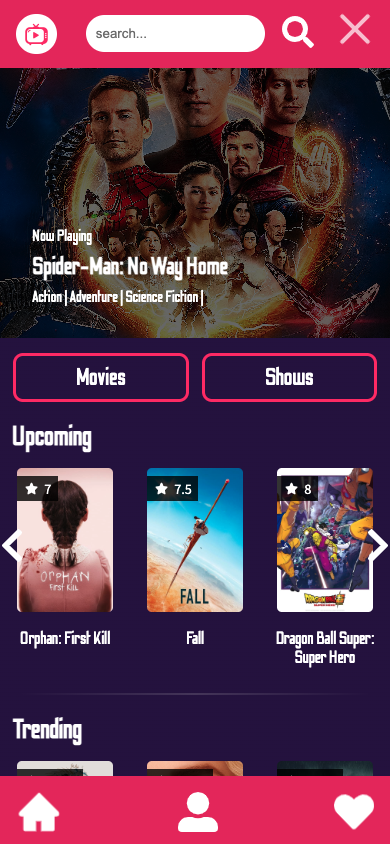 search...
Now Playing
Spider-Man: No Way Home
Action | Adventure | Science Fiction |
Movies
Shows
Upcoming
7
7.5
8
ORPHAN
FIRST KILL
FALL
Orphan: First Kill
Fall
Dragon Ball Super:
Super Hero
Trending